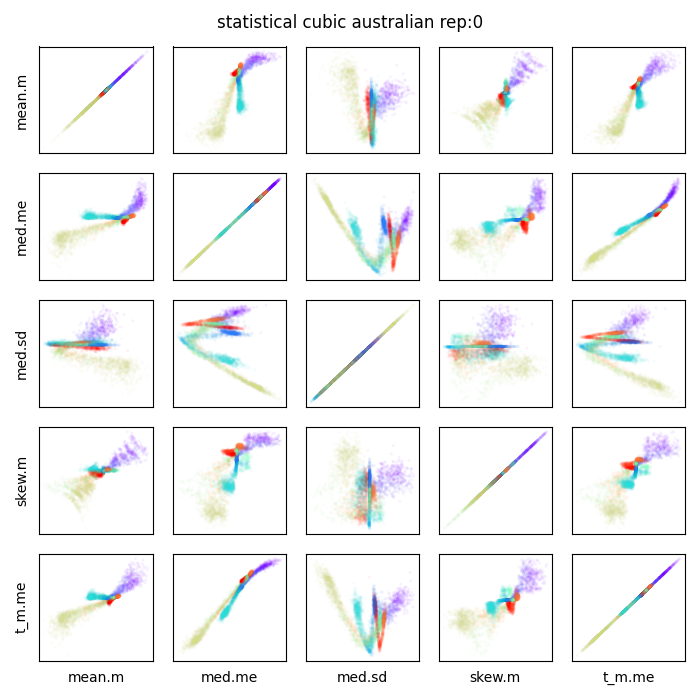 statistical cubic australian rep:0
mean.m
med.me
med.sd
skew.m
t_m.me
mean.m med.me med.sd skew.m t_m.me